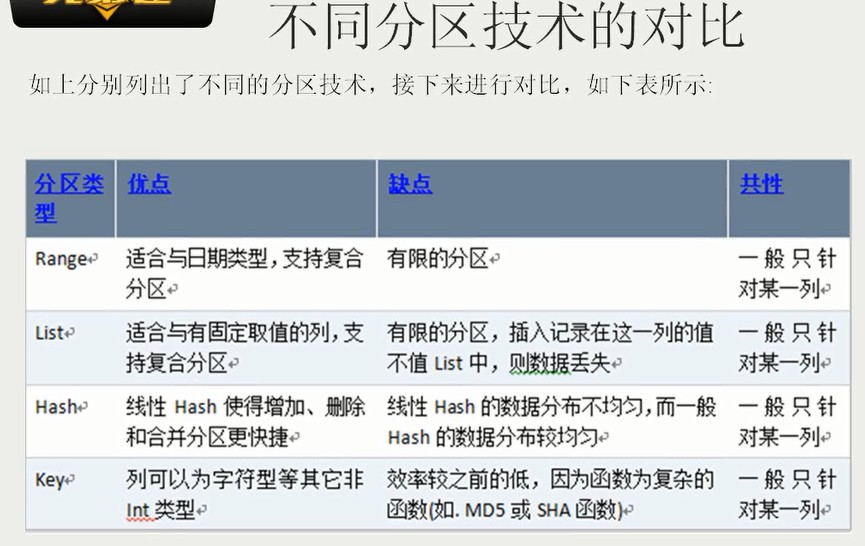 不同分区技术的对比
如上分别列出了不同的分区技术，接下来进行对比，如下表所示:
分区类型 优点 缺点 共性
Range 适合与日期类型，支持复合 有限的分区 一般只针
分区 对某一列
List 适合与有固定取值的列，支 有限的分区，插入记录在这一列的值 一般只针
持复合分区 不值 List 中，则数据丢失 对某一列
Hash 线性 Hash 使得增加、删除 线性 Hash 的数据分布不均匀，而一般 一般只针
和合并分区更快捷 Hash 的数据分布较均匀 对某一列
Key 列可以为字符型等其它非 效率较之前的低，因为函数为复杂的 一般只针
Int 类型 函数(如. MD5 或 SHA 函数) 对某一列